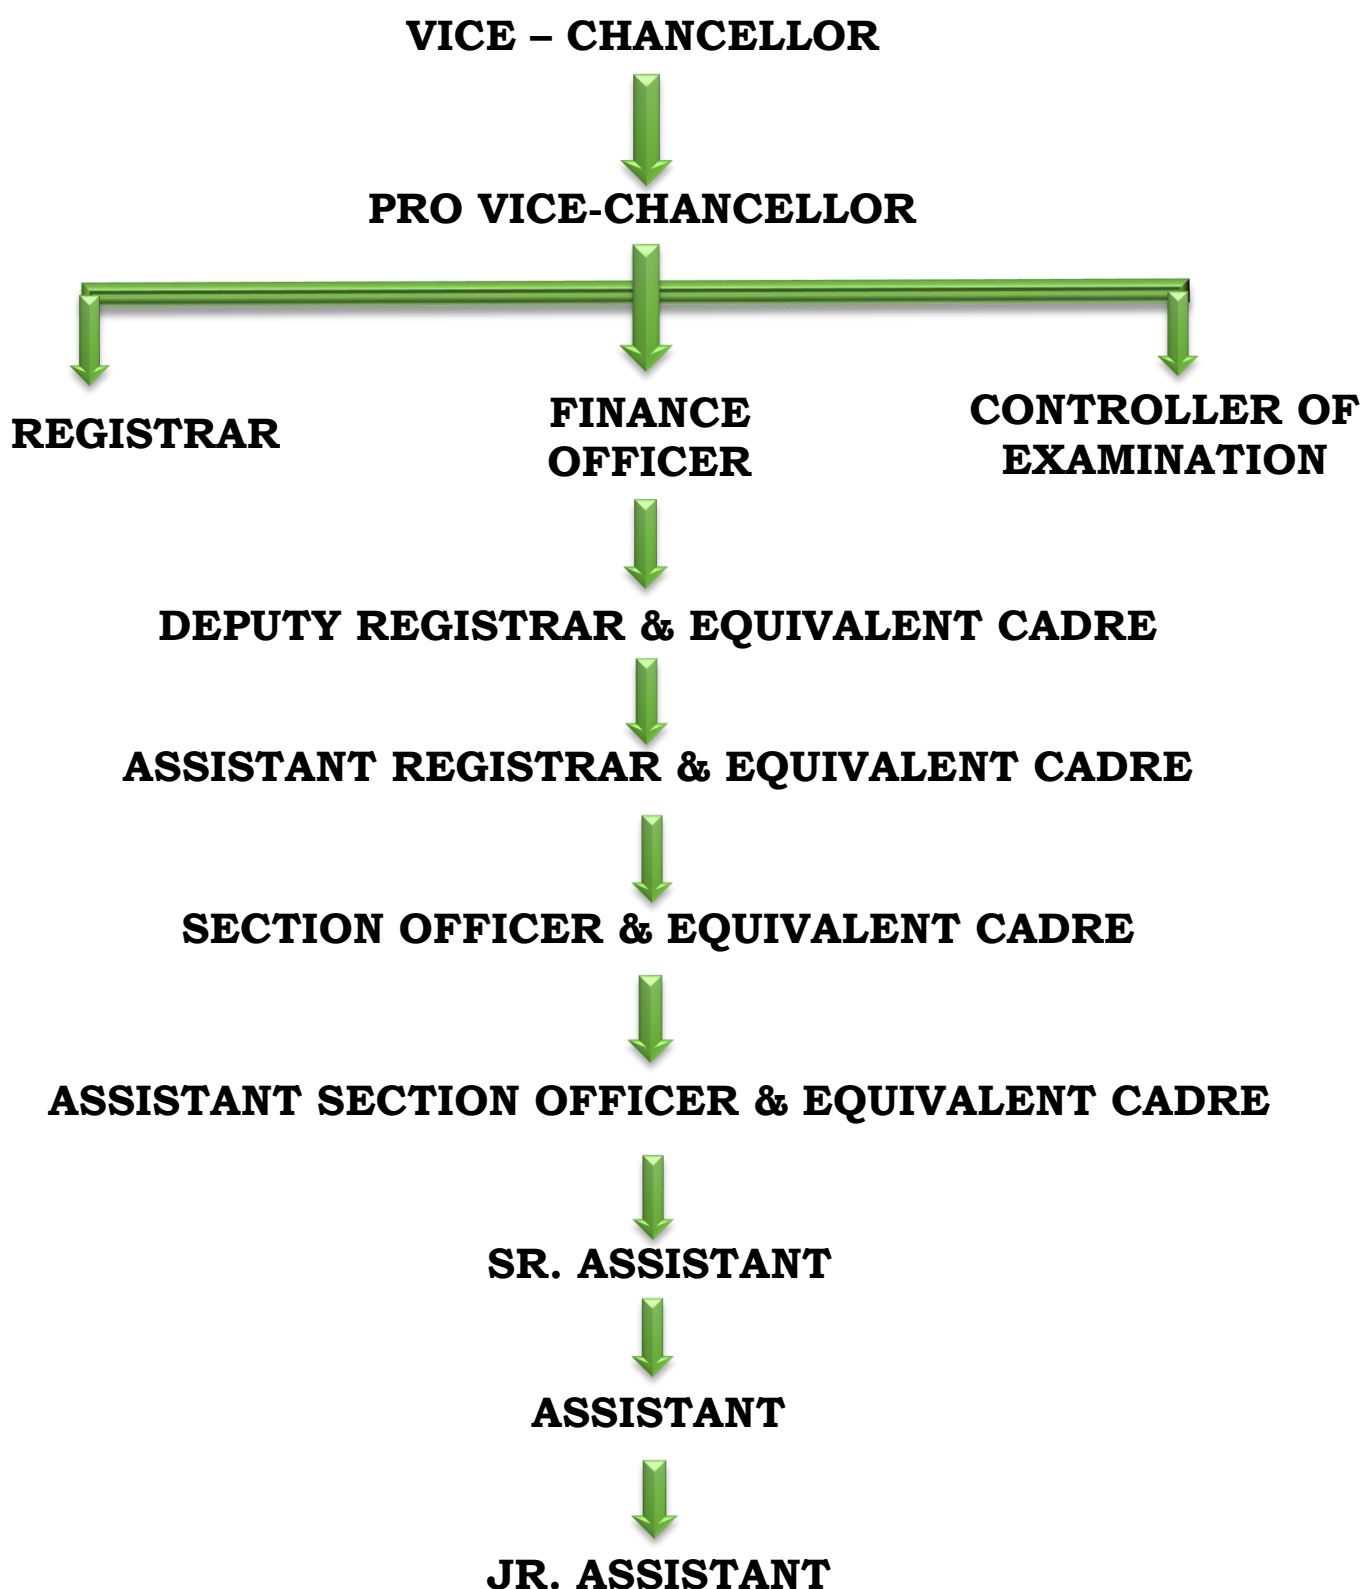 VICE – CHANCELLOR
PRO VICE-CHANCELLOR
REGISTRAR
FINANCE
OFFICER
CONTROLLER OF
EXAMINATION
DEPUTY REGISTRAR & EQUIVALENT CADRE
ASSISTANT REGISTRAR & EQUIVALENT CADRE
SECTION OFFICER & EQUIVALENT CADRE
ASSISTANT SECTION OFFICER & EQUIVALENT CADRE
SR. ASSISTANT
ASSISTANT
JR. ASSISTANT